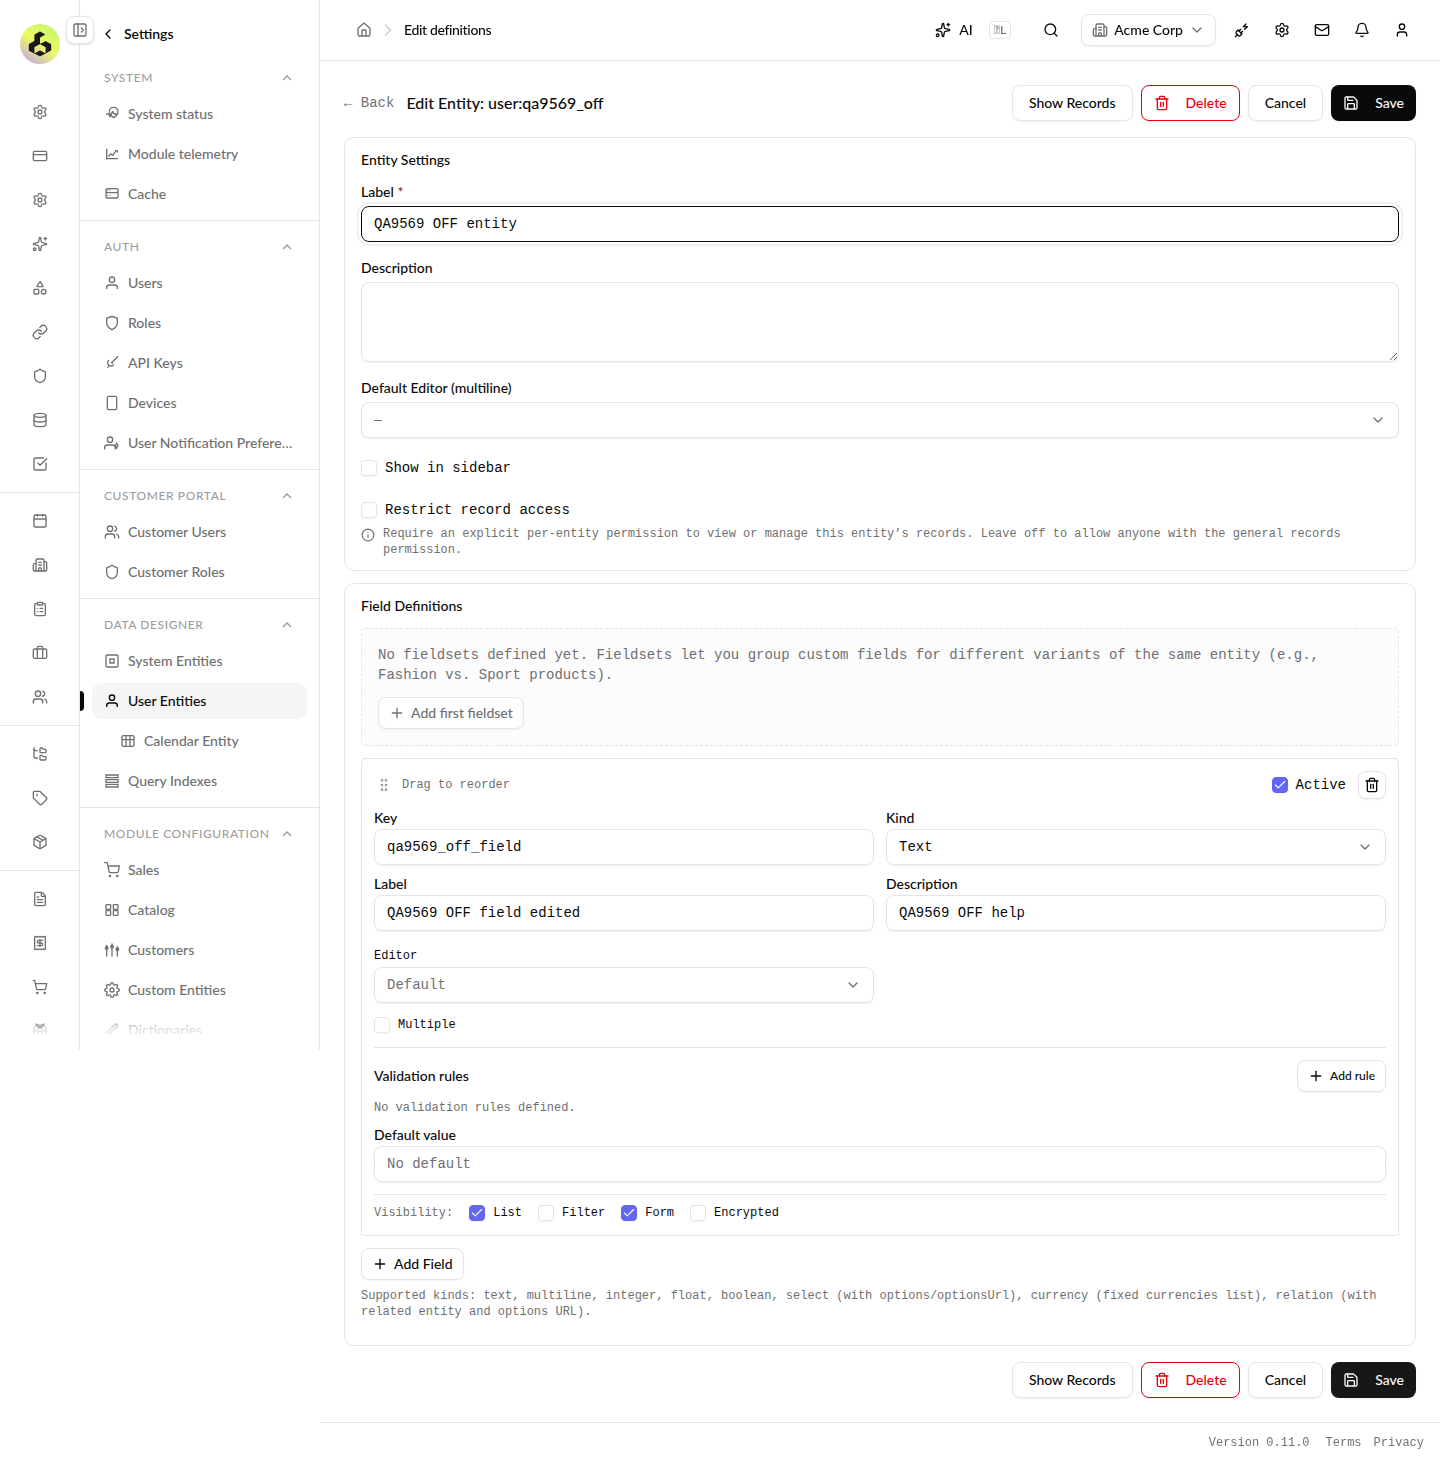 Settings
SYSTEM
System status
Module telemetry
Cache
AUTH
Users
Roles
API Keys
Devices
User Notification Prefere...
CUSTOMER PORTAL
Customer Users
Customer Roles
DATA DESIGNER
System Entities
User Entities
Calendar Entity
Query Indexes
MODULE CONFIGURATION
Sales
Catalog
Customers
Custom Entities
Dictionaries
Edit definitions
AI
Acme Corp
← Back Edit Entity: user:qa9569_off
Show Records Delete Cancel Save
Entity Settings
Label *
QA9569 OFF entity
Description
Default Editor (multiline)
—
Show in sidebar
Restrict record access
Require an explicit per-entity permission to view or manage this entity’s records. Leave off to allow anyone with the general records
permission.
Field Definitions
No fieldsets defined yet. Fieldsets let you group custom fields for different variants of the same entity (e.g.,
Fashion vs. Sport products).
Add first fieldset
Drag to reorder Active
Key Kind
qa9569_off_field Text
Label Description
QA9569 OFF field edited QA9569 OFF help
Editor
Default
Multiple
Validation rules Add rule
No validation rules defined.
Default value
No default
Visibility: List Filter Form Encrypted
Add Field
Supported kinds: text, multiline, integer, float, boolean, select (with options/optionsUrl), currency (fixed currencies list), relation (with
related entity and options URL).
Show Records Delete Cancel Save
Version 0.11.0 Terms Privacy